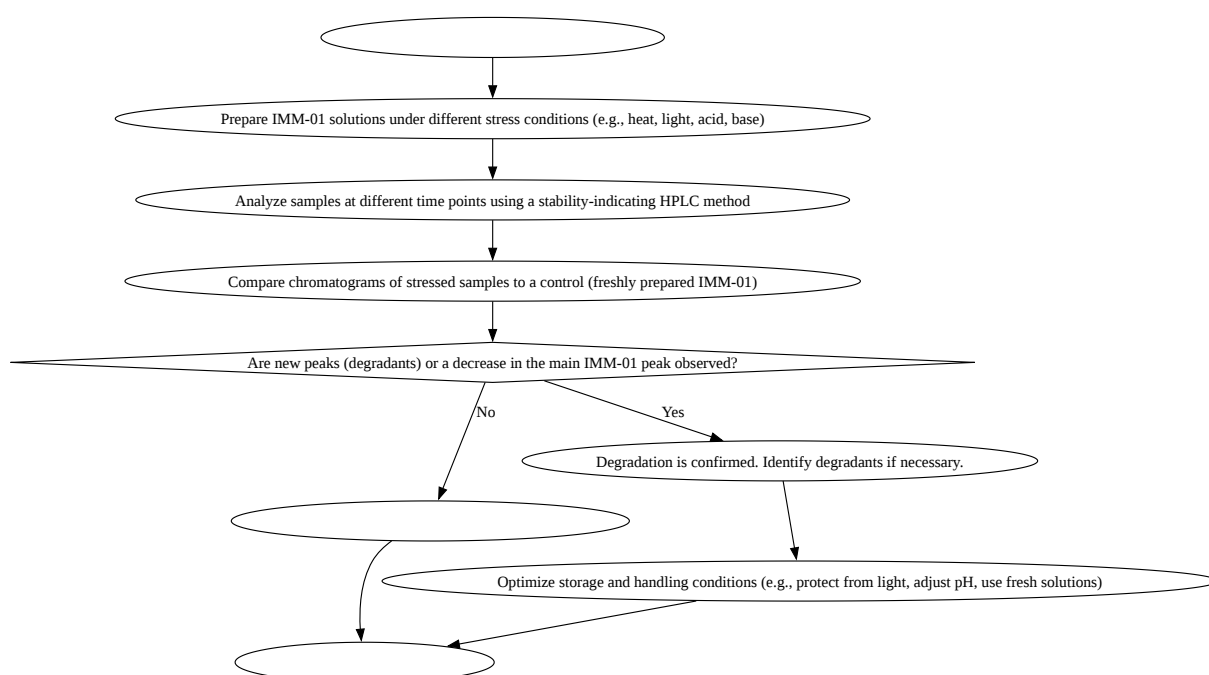 Prepare IMM-01 solutions under different stress conditions (e.g., heat, light, acid, base)
Analyze samples at different time points using a stability-indicating HPLC method
Compare chromatograms of stressed samples to a control (freshly prepared IMM-01)
Are new peaks (degradants) or a decrease in the main IMM-01 peak observed?
No
Yes
Degradation is confirmed. Identify degradants if necessary.
Optimize storage and handling conditions (e.g., protect from light, adjust pH, use fresh solutions)